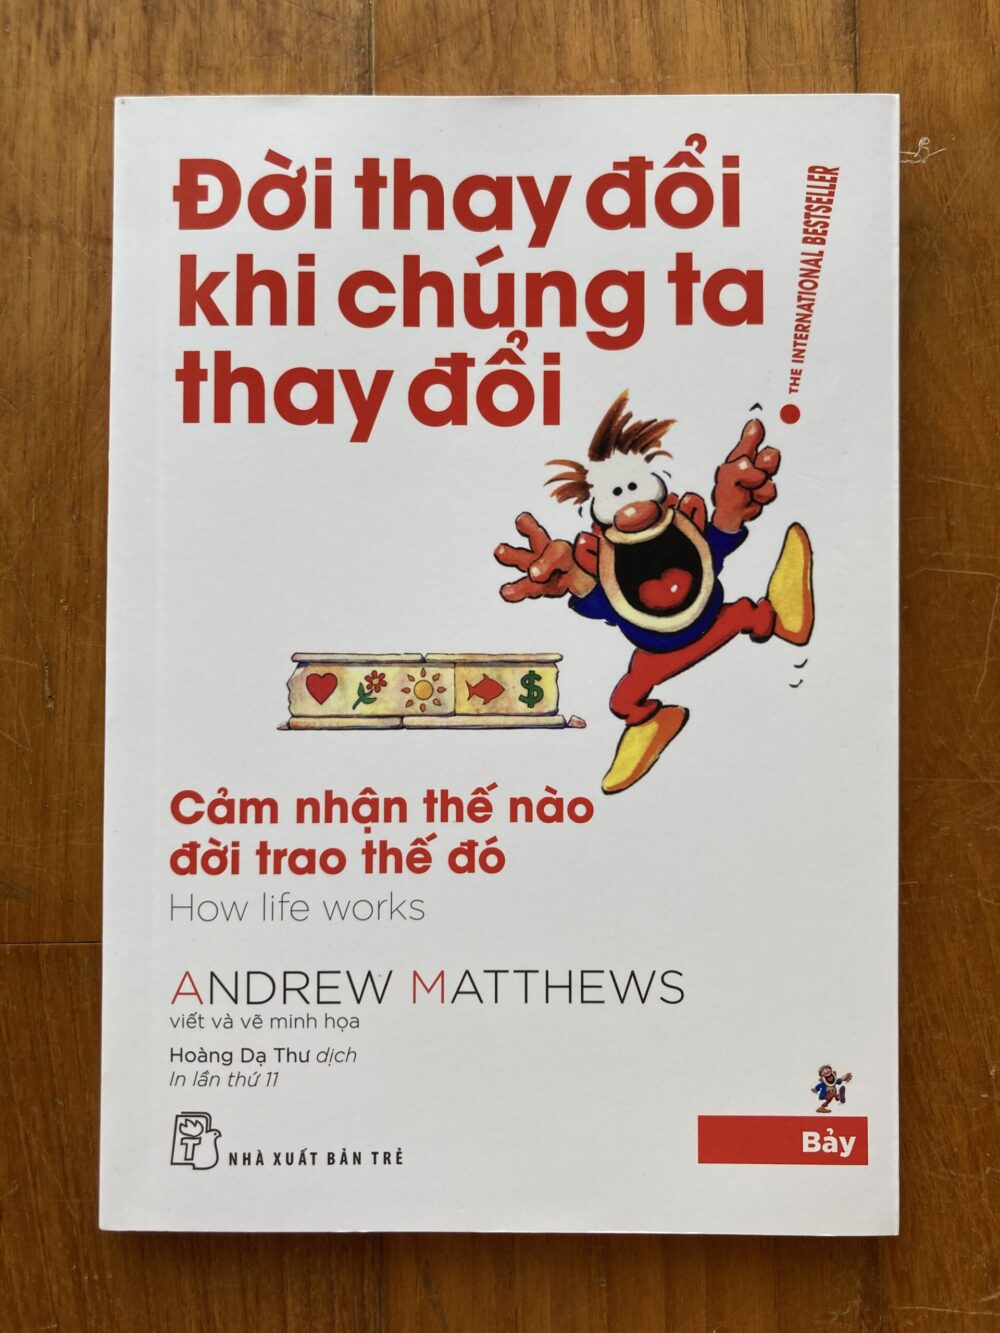 Đời thay đổi
khi chúng ta
thay đổi
THE INTERNATIONAL BESTSELLER
$
Cảm nhận thế nào
đời trao thế đó
How life works
ANDREW MATTHEWS
viết và vẽ minh họa
Hoàng Dạ Thư dịch
In lần thứ 11
T
NHÀ XUẤT BẢN TRẺ
Bảy